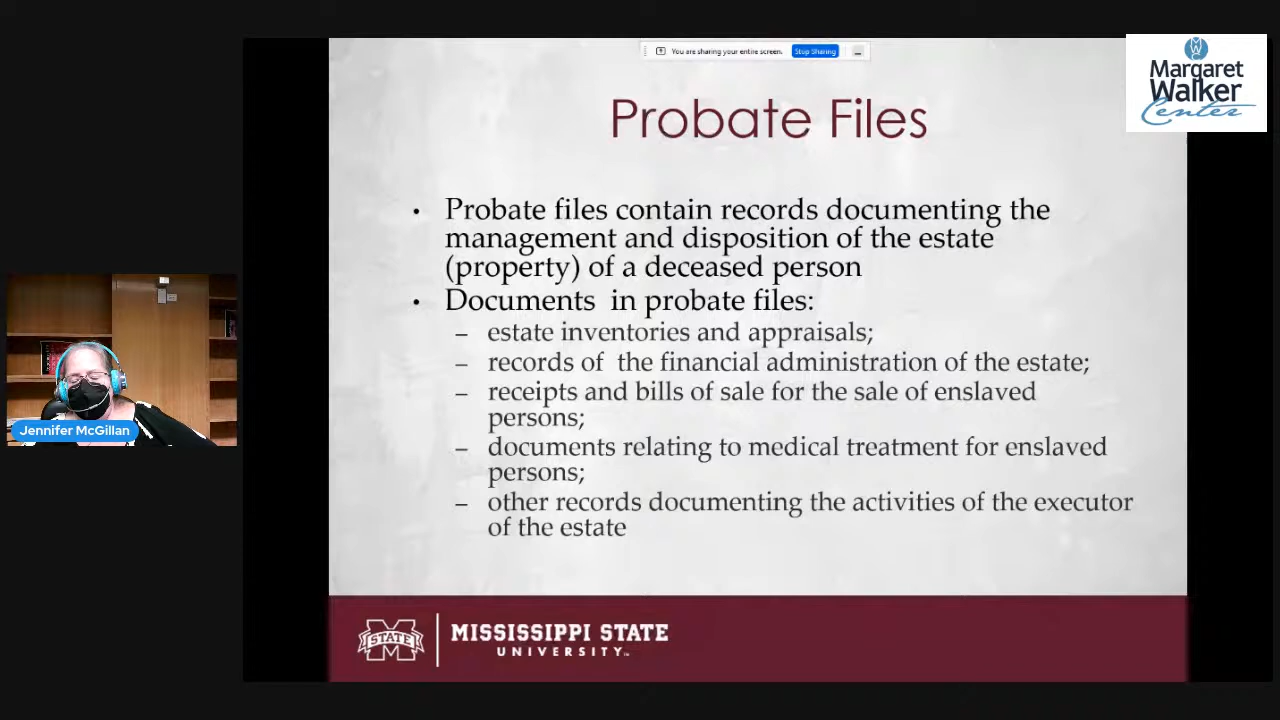 You are sharing your entire screen.
Stop Sharing
Margaret
Walker
Center
Probate Files
• Probate files contain records documenting the
management and disposition of the estate
(property) of a deceased person
• Documents in probate files:
– estate inventories and appraisals;
– records of the financial administration of the estate;
– receipts and bills of sale for the sale of enslaved
persons;
– documents relating to medical treatment for enslaved
persons;
– other records documenting the activities of the executor
of the estate
Jennifer McGillan
STATE
MISSISSIPPI STATE
UNIVERSITY™